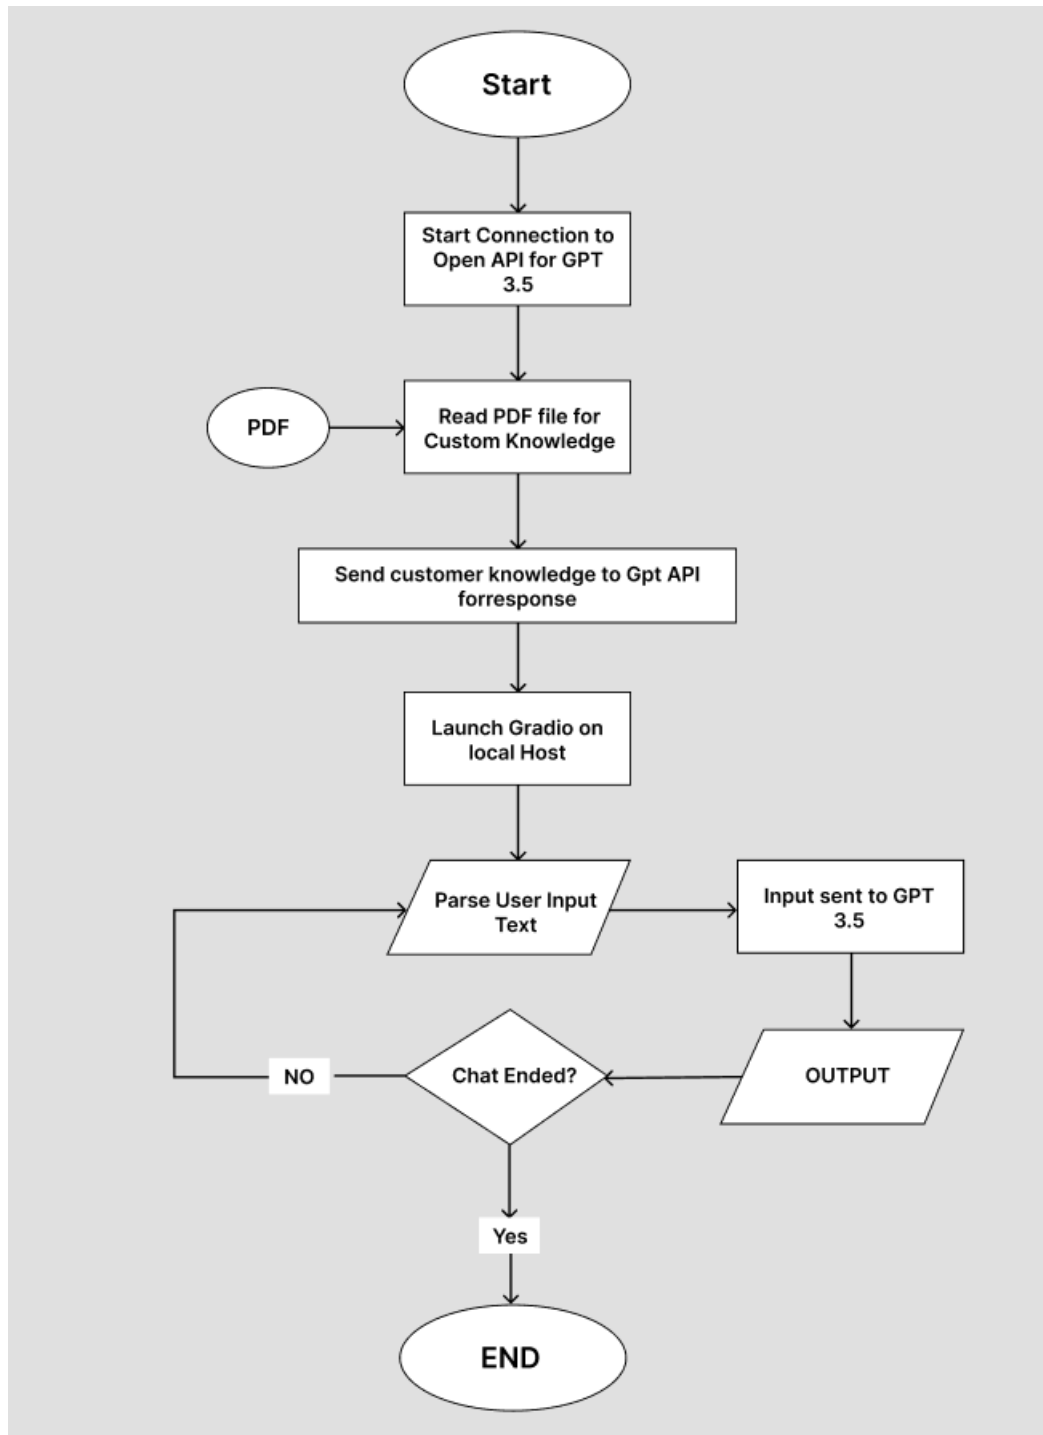 Start
Start Connection to
Open API for GPT
3.5
PDF
Read PDF file for
Custom Knowledge
Send customer knowledge to Gpt API
forresponse
Launch Gradio on
local Host
Parse User Input
Text
Input sent to GPT
3.5
OUTPUT
Chat Ended?
NO
Yes
END